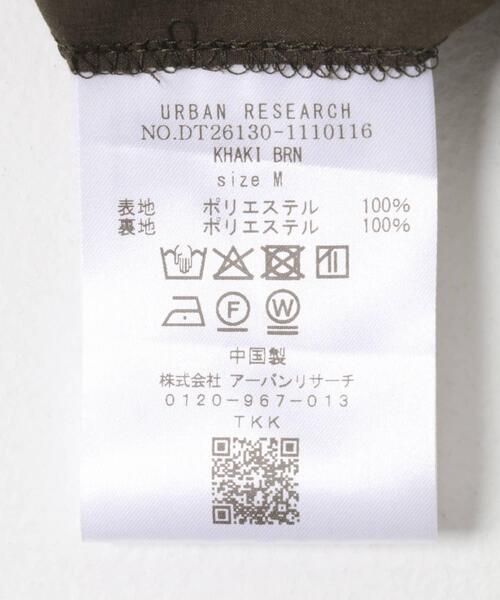 URBAN RESEARCH
NO.DT26130-1110116
KHAKI BRN
size M
表地 ポリエステル 100%
裏地 ポリエステル 100%
F W
中国製
株式会社 アーバンリサーチ
0120-967-013
TKK